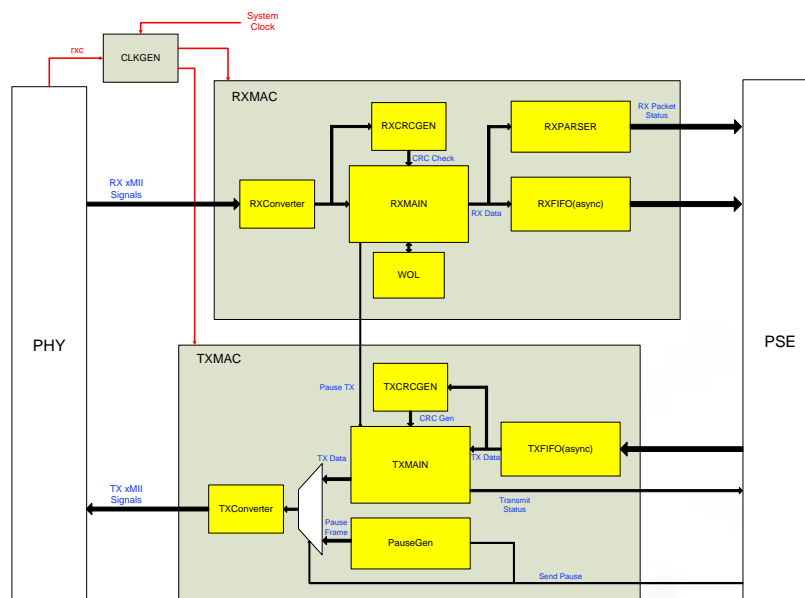 System
Clock
rxc
CLKGEN
RXMAC
RXCRCGEN
RXPARSER
RX Packet
Status
CRC Check
RX xMII
Signals
RXConverter
RXMAIN
RX Data
RXFIFO(async)
WOL
PHY
PSE
TXMAC
Pause TX
TXCRCGEN
CRC Gen
TX Data
TXMAIN
TX Data
TXFIFO(async)
TX xMII
Signals
TXConverter
Transmit
Status
Pause
Frame
PauseGen
Send Pause